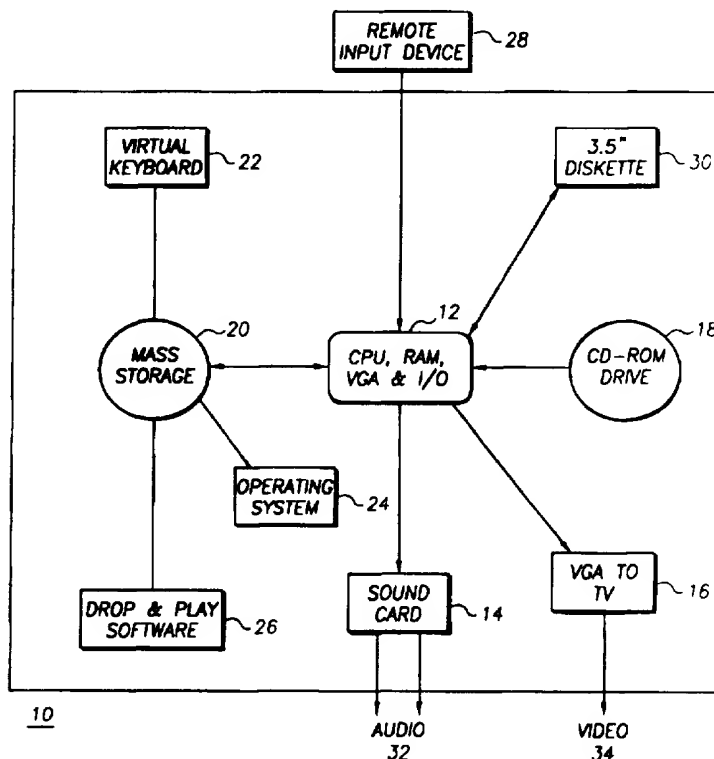 REMOTE
INPUT DEVICE
28
VIRTUAL
KEYBOARD
22
3.5"
DISKETTE
30
20
MASS
STORAGE
12
CPU, RAM,
VGA & I/O
18
CD-ROM
DRIVE
OPERATING
SYSTEM
24
DROP & PLAY
SOFTWARE
26
SOUND
CARD
14
VGA TO
TV
16
10
AUDIO
32
VIDEO
34